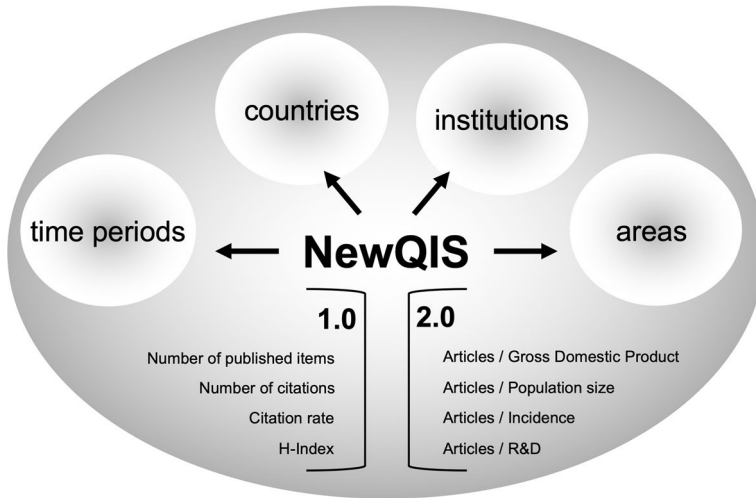 countries
institutions
time periods
areas
NewQIS
1.0
2.0
Number of published items
Number of citations
Citation rate
H-Index
Articles / Gross Domestic Product
Articles / Population size
Articles / Incidence
Articles / R&D